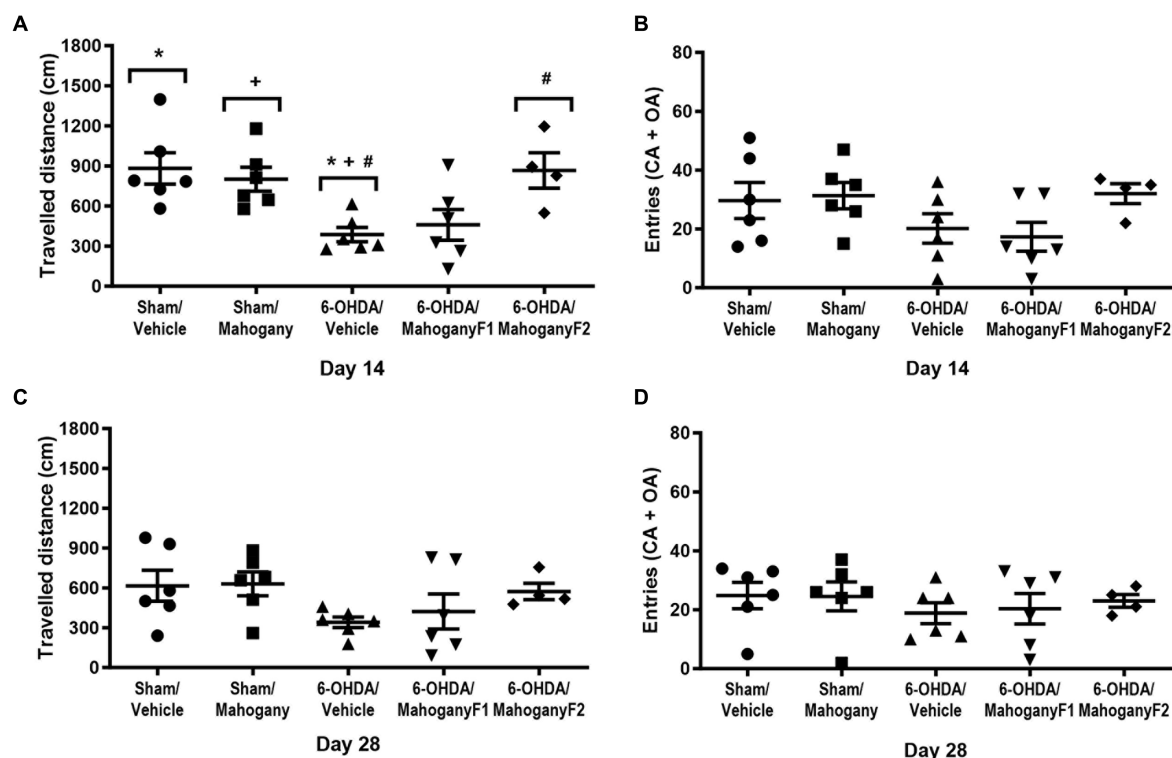 A
Travelled distance (cm)
1800
1500
1200
900
600
300
0
*
+
* + #
#
Sham/
Vehicle
Sham/
Mahogany
6-OHDA/
Vehicle
6-OHDA/
MahoganyF1
6-OHDA/
MahoganyF2
Day 14
B
Entries (CA + OA)
80
60
40
20
0
Sham/
Vehicle
Sham/
Mahogany
6-OHDA/
Vehicle
6-OHDA/
MahoganyF1
6-OHDA/
MahoganyF2
Day 14
C
Travelled distance (cm)
1800
1500
1200
900
600
300
0
Sham/
Vehicle
Sham/
Mahogany
6-OHDA/
Vehicle
6-OHDA/
MahoganyF1
6-OHDA/
MahoganyF2
Day 28
D
Entries (CA + OA)
80
60
40
20
0
Sham/
Vehicle
Sham/
Mahogany
6-OHDA/
Vehicle
6-OHDA/
MahoganyF1
6-OHDA/
MahoganyF2
Day 28